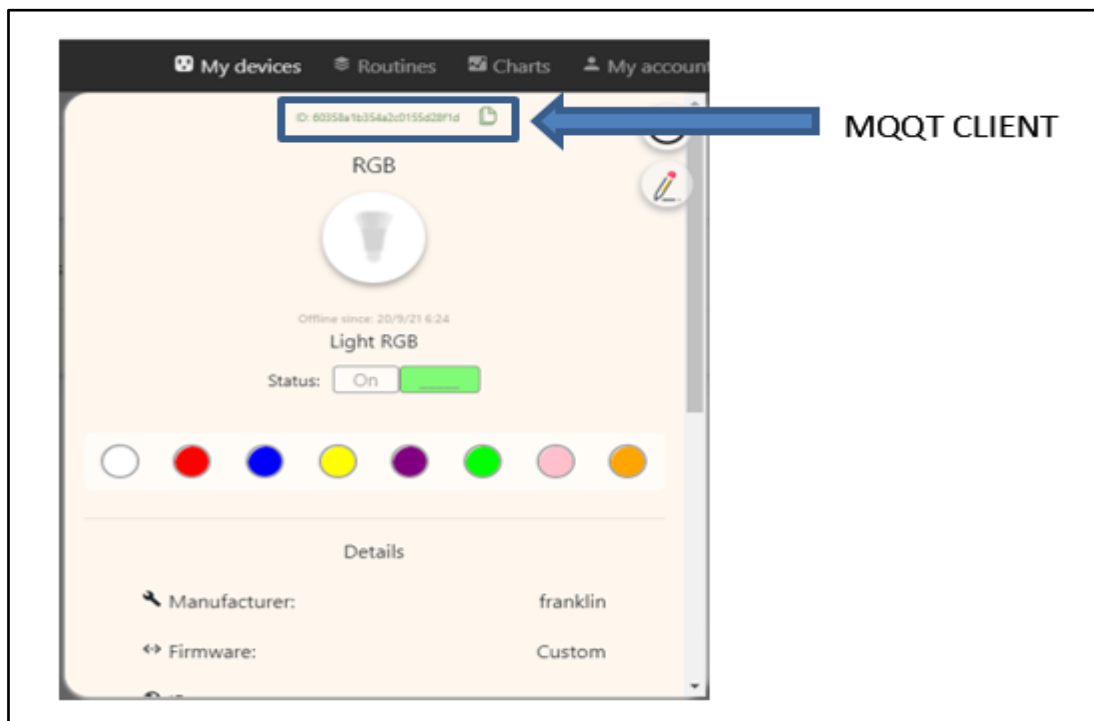 My devices Routines Charts My account
ID: 60358a1b354a2c0155d28f1d
MQQT CLIENT
RGB
Offline since: 20/9/21 6:24
Light RGB
Status: On
Details
Manufacturer: franklin
Firmware: Custom